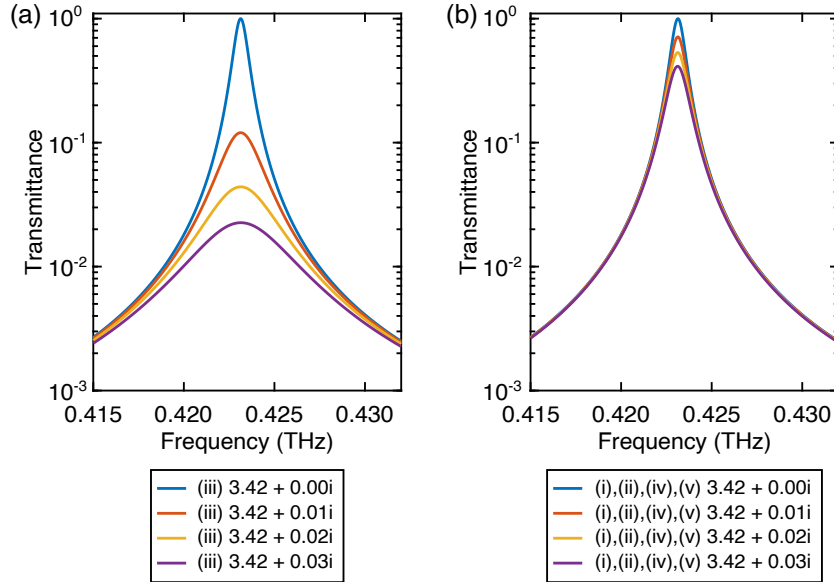 (a)
10^0
10^-1
10^-2
10^-3
Transmittance
0.415 0.420 0.425 0.430
Frequency (THz)
(iii) 3.42 + 0.00i
(iii) 3.42 + 0.01i
(iii) 3.42 + 0.02i
(iii) 3.42 + 0.03i
(b)
10^0
10^-1
10^-2
10^-3
Transmittance
0.415 0.420 0.425 0.430
Frequency (THz)
(i),(ii),(iv),(v) 3.42 + 0.00i
(i),(ii),(iv),(v) 3.42 + 0.01i
(i),(ii),(iv),(v) 3.42 + 0.02i
(i),(ii),(iv),(v) 3.42 + 0.03i